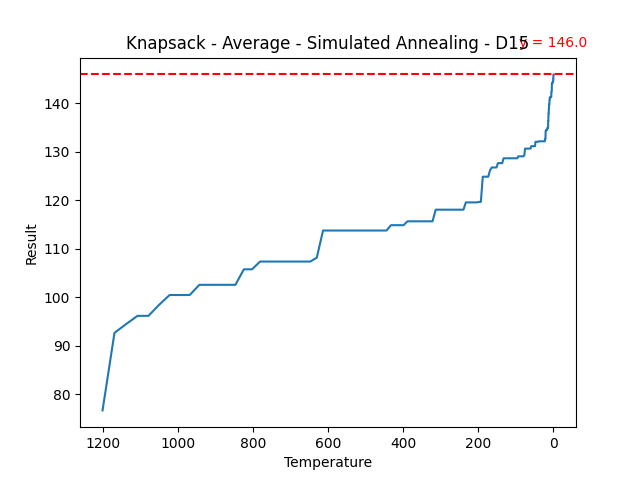 Knapsack - Average - Simulated Annealing - D15
y = 146.0
140
130
120
110
100
90
80
Result
1200 1000 800 600 400 200 0
Temperature